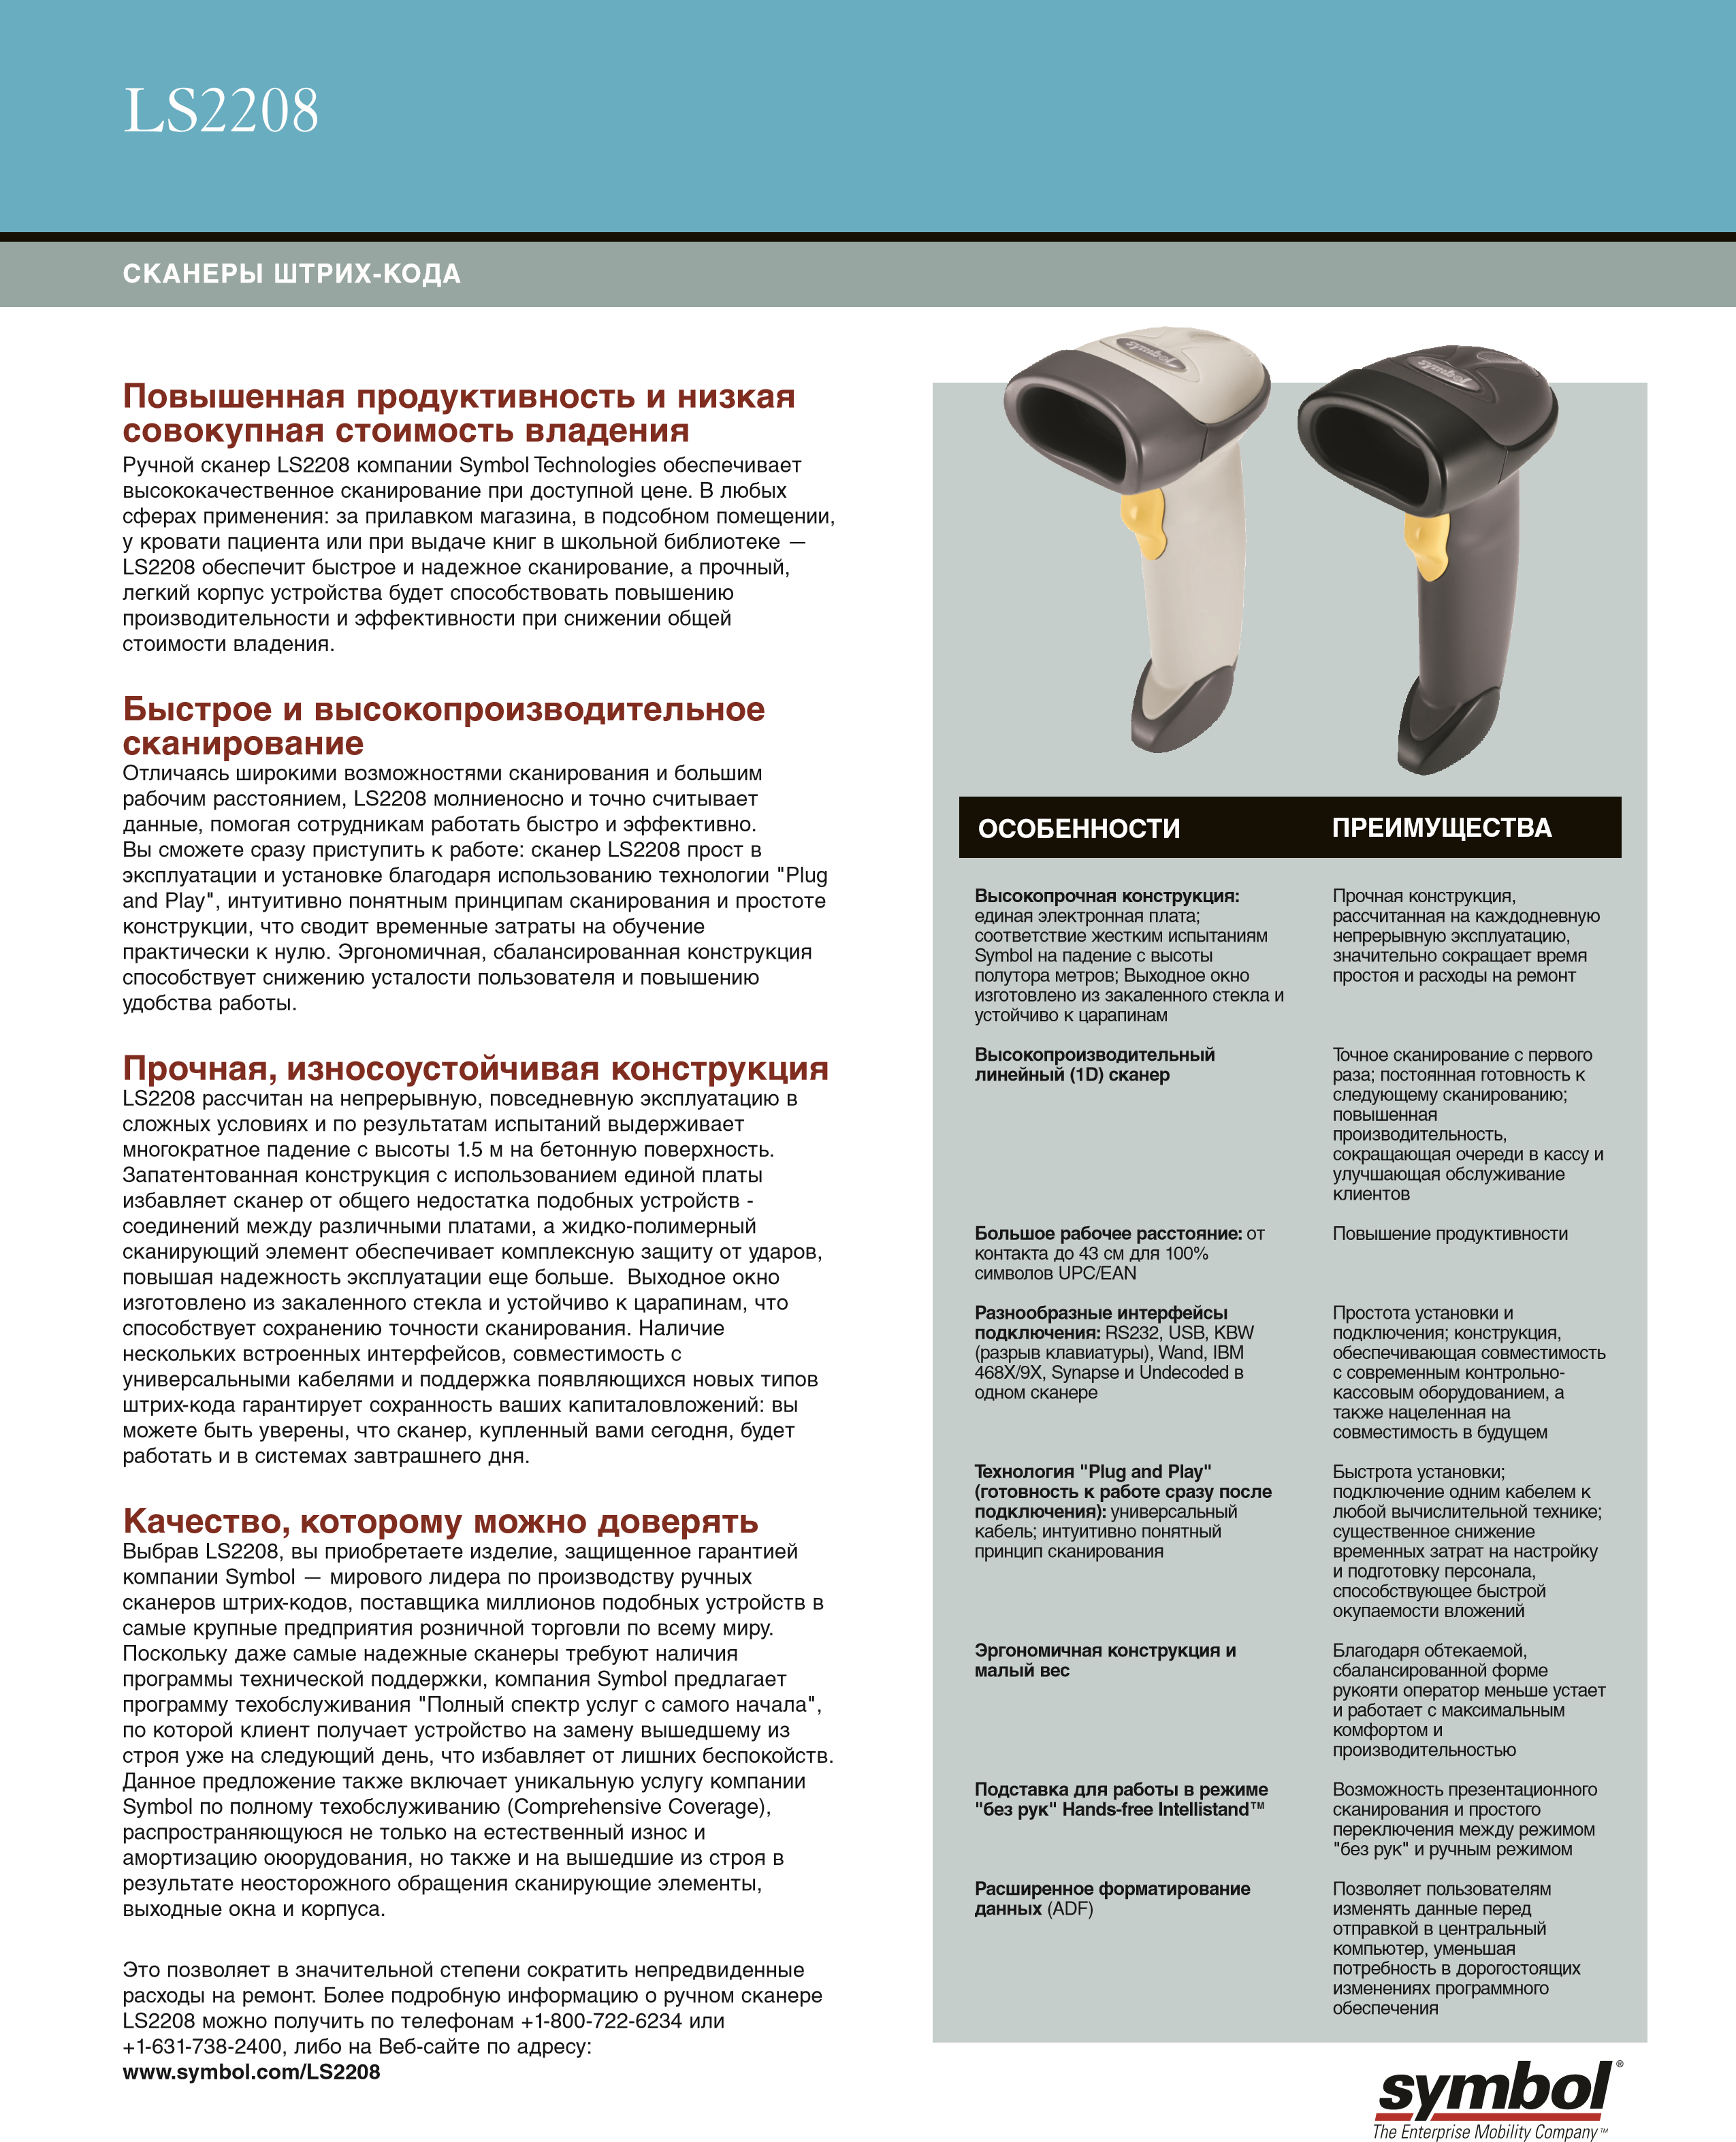 LS2208
СКАНЕРЫ ШТРИХ-КОДА
Повышенная продуктивность и низкая
совокупная стоимость владения
Ручной сканер LS2208 компании Symbol Technologies обеспечивает
высококачественное сканирование при доступной цене. В любых
сферах применения: за прилавком магазина, в подсобном помещении,
у кровати пациента или при выдаче книг в школьной библиотеке —
LS2208 обеспечит быстрое и надежное сканирование, а прочный,
легкий корпус устройства будет способствовать повышению
производительности и эффективности при снижении общей
стоимости владения.
Быстрое и высокопроизводительное
сканирование
Отличаясь широкими возможностями сканирования и большим
рабочим расстоянием, LS2208 молниеносно и точно считывает
данные, помогая сотрудникам работать быстро и эффективно.
Вы сможете сразу приступить к работе: сканер LS2208 прост в
эксплуатации и установке благодаря использованию технологии "Plug
and Play", интуитивно понятным принципам сканирования и простоте
конструкции, что сводит временные затраты на обучение
практически к нулю. Эргономичная, сбалансированная конструкция
способствует снижению усталости пользователя и повышению
удобства работы.
Прочная, износоустойчивая конструкция
LS2208 рассчитан на непрерывную, повседневную эксплуатацию в
сложных условиях и по результатам испытаний выдерживает
многократное падение с высоты 1.5 м на бетонную поверхность.
Запатентованная конструкция с использованием единой платы
избавляет сканер от общего недостатка подобных устройств -
соединений между различными платами, а жидко-полимерный
сканирующий элемент обеспечивает комплексную защиту от ударов,
повышая надежность эксплуатации еще больше.  Выходное окно
изготовлено из закаленного стекла и устойчиво к царапинам, что
способствует сохранению точности сканирования. Наличие
нескольких встроенных интерфейсов, совместимость с
универсальными кабелями и поддержка появляющихся новых типов
штрих-кода гарантирует сохранность ваших капиталовложений: вы
можете быть уверены, что сканер, купленный вами сегодня, будет
работать и в системах завтрашнего дня.
Качество, которому можно доверять
Выбрав LS2208, вы приобретаете изделие, защищенное гарантией
компании Symbol — мирового лидера по производству ручных
сканеров штрих-кодов, поставщика миллионов подобных устройств в
самые крупные предприятия розничной торговли по всему миру.
Поскольку даже самые надежные сканеры требуют наличия
программы технической поддержки, компания Symbol предлагает
программу техобслуживания "Полный спектр услуг с самого начала",
по которой клиент получает устройство на замену вышедшему из
строя уже на следующий день, что избавляет от лишних беспокойств.
Данное предложение также включает уникальную услугу компании
Symbol по полному техобслуживанию (Comprehensive Coverage),
распространяющуюся не только на естественный износ и
амортизацию оюорудования, но также и на вышедшие из строя в
результате неосторожного обращения сканирующие элементы,
выходные окна и корпуса.
Это позволяет в значительной степени сократить непредвиденные
расходы на ремонт. Более подробную информацию о ручном сканере
LS2208 можно получить по телефонам +1-800-722-6234 или
+1-631-738-2400, либо на Веб-сайте по адресу:
www.symbol.com/LS2208
symbol
symbol
ОСОБЕННОСТИ ПРЕИМУЩЕСТВА
Высокопрочная конструкция:
единая электронная плата;
соответствие жестким испытаниям
Symbol на падение с высоты
полутора метров; Выходное окно
изготовлено из закаленного стекла и
устойчиво к царапинам
Прочная конструкция,
рассчитанная на каждодневную
непрерывную эксплуатацию,
значительно сокращает время
простоя и расходы на ремонт
Высокопроизводительный
линейный (1D) сканер
Точное сканирование с первого
раза; постоянная готовность к
следующему сканированию;
повышенная
производительность,
сокращающая очереди в кассу и
улучшающая обслуживание
клиентов
Большое рабочее расстояние: от
контакта до 43 см для 100%
символов UPC/EAN
Повышение продуктивности
Разнообразные интерфейсы
подключения: RS232, USB, KBW
(разрыв клавиатуры), Wand, IBM
468X/9X, Synapse и Undecoded в
одном сканере
Простота установки и
подключения; конструкция,
обеспечивающая совместимость
с современным контрольно-
кассовым оборудованием, а
также нацеленная на
совместимость в будущем
Технология "Plug and Play"
(готовность к работе сразу после
подключения): универсальный
кабель; интуитивно понятный
принцип сканирования
Быстрота установки;
подключение одним кабелем к
любой вычислительной технике;
существенное снижение
временных затрат на настройку
и подготовку персонала,
способствующее быстрой
окупаемости вложений
Эргономичная конструкция и
малый вес
Благодаря обтекаемой,
сбалансированной форме
рукояти оператор меньше устает
и работает с максимальным
комфортом и
производительностью
Подставка для работы в режиме
"без рук" Hands-free Intellistand™
Возможность презентационного
сканирования и простого
переключения между режимом
"без рук" и ручным режимом
Расширенное форматирование
данных (ADF)
Позволяет пользователям
изменять данные перед
отправкой в центральный
компьютер, уменьшая
потребность в дорогостоящих
изменениях программного
обеспечения
symbol®
The Enterprise Mobility Company™